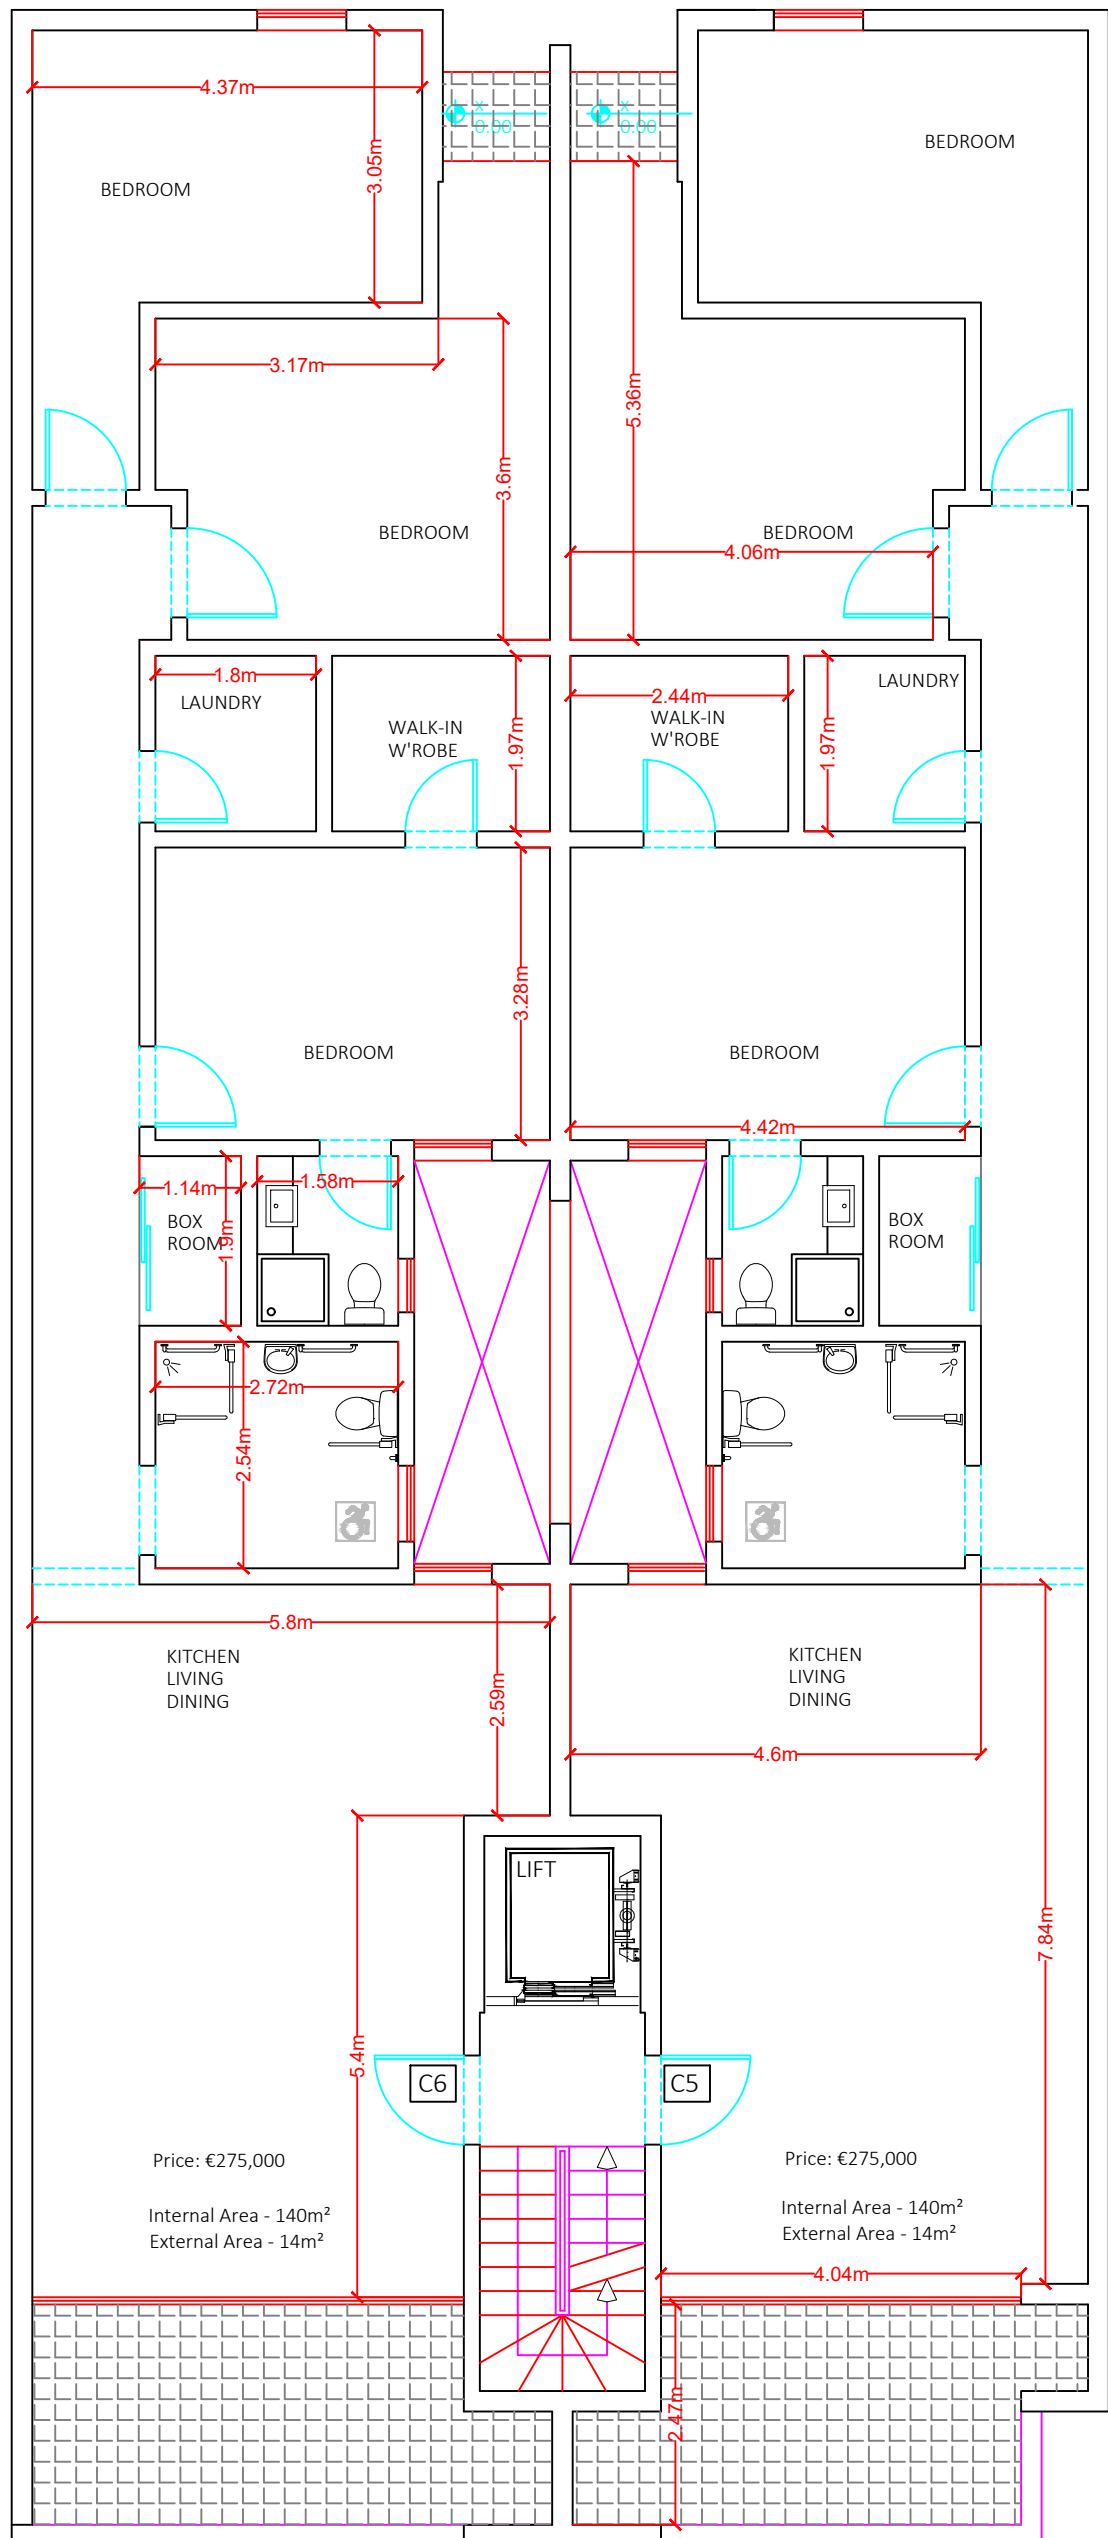 4.37m
3.05m
x
0.00
x
0.00
BEDROOM
BEDROOM
3.17m
3.6m
5.36m
BEDROOM
BEDROOM
4.06m
1.8m
LAUNDRY
WALK-IN
W'ROBE
1.97m
2.44m
WALK-IN
W'ROBE
1.97m
LAUNDRY
3.28m
BEDROOM
BEDROOM
4.42m
1.14m
1.58m
BOX
ROOM
1.9m
BOX
ROOM
2.72m
2.54m
5.8m
KITCHEN
LIVING
DINING
2.59m
KITCHEN
LIVING
DINING
4.6m
LIFT
7.84m
5.4m
C6
C5
Price: €275,000
Internal Area - 140m²
External Area - 14m²
Price: €275,000
Internal Area - 140m²
External Area - 14m²
4.04m
2.47m